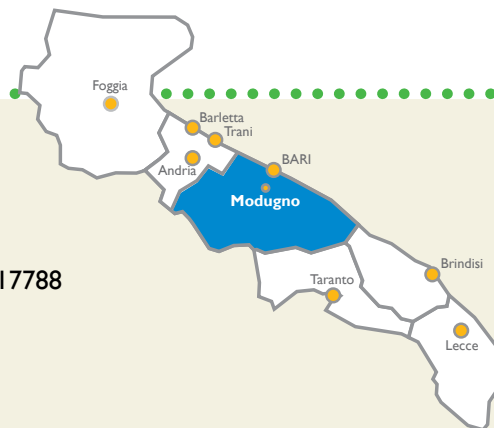 Foggia
Barletta
Trani
BARI
Andria
Modugno
17788
Brindisi
Taranto
Lecce